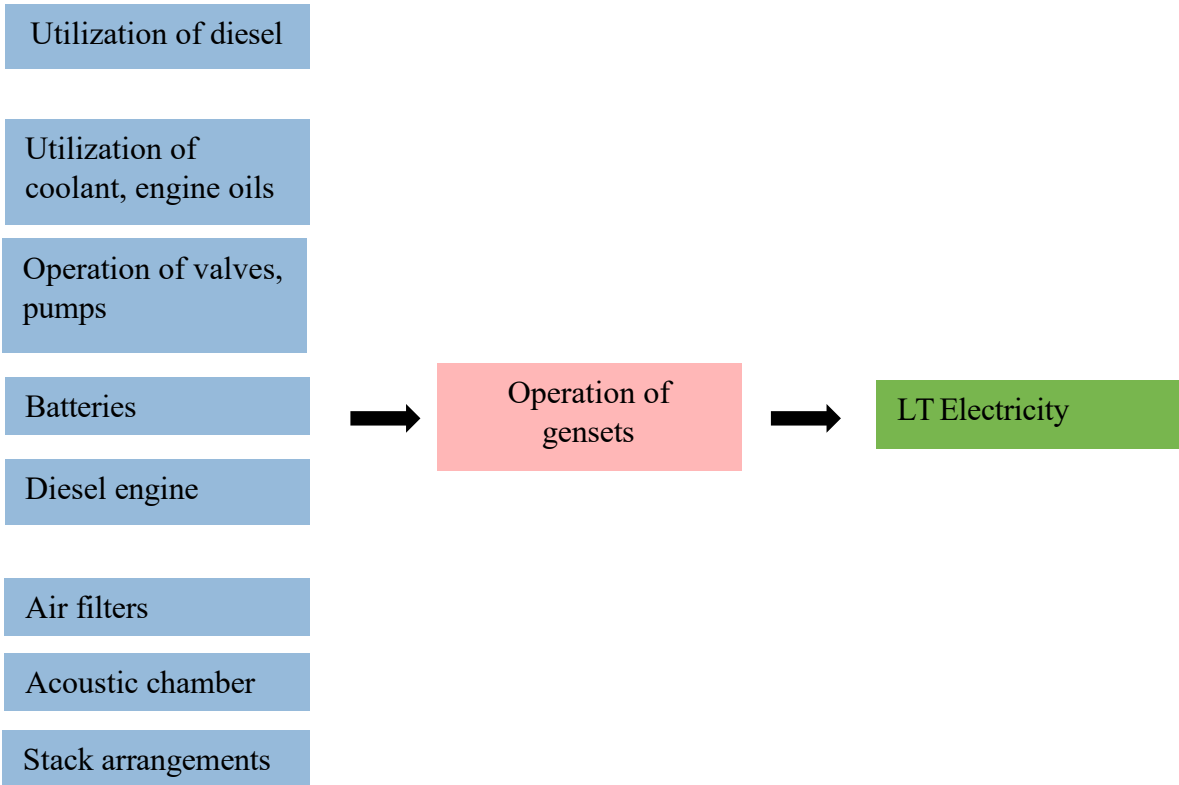 Utilization of diesel
Utilization of
coolant, engine oils
Operation of valves,
pumps
Batteries
Diesel engine
Air filters
Acoustic chamber
Stack arrangements
Operation of
gensets
LT Electricity